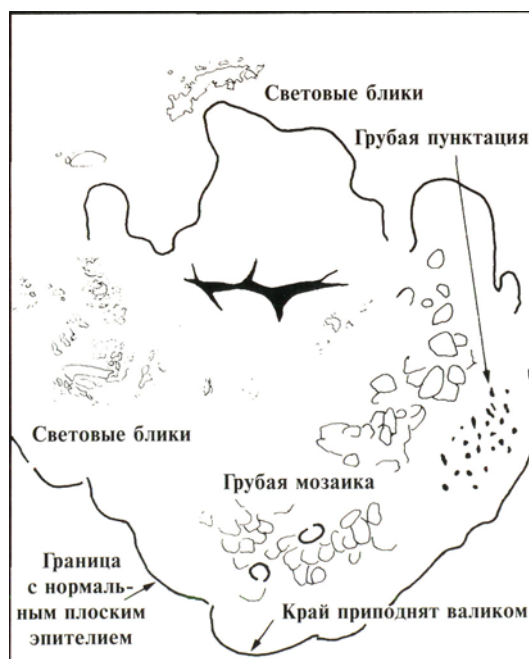 Световые блики
Грубая пунктация
Световые блики
Грубая мозаика
Граница
с нормаль-
ным плоским
эпителием
Край приподнят валиком